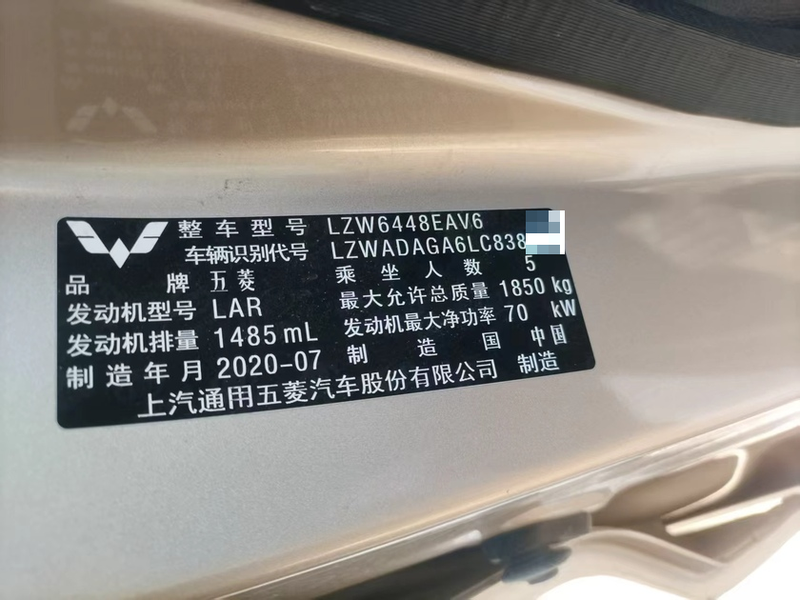 整车型号 LZW6448EAV6
车辆识别代号 LZWADAGA6LC838
品牌 五菱 乘坐人数 5
发动机型号 LAR 最大允许总质量 1850 kg
发动机排量 1485 mL 发动机最大净功率 70 kW
制造年月 2020-07 制造国 中国
上汽通用五菱汽车股份有限公司 制造